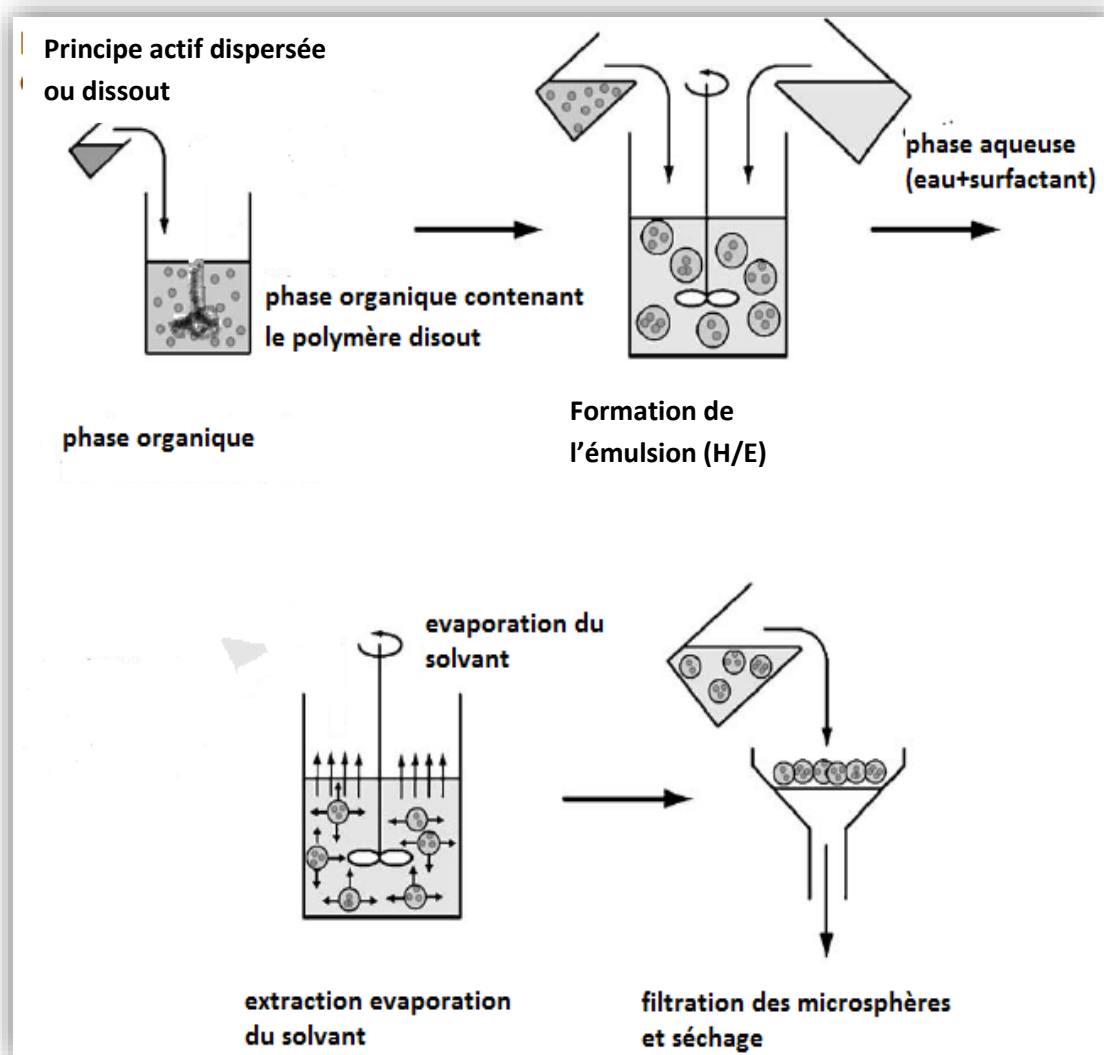 Principe actif dispersée
ou dissout
phase aqueuse
(eau+surfactant)
phase organique contenant
le polymère disout
phase organique
Formation de
l’émulsion (H/E)
evaporation du
solvant
extraction evaporation
du solvant
filtration des microsphères
et séchage